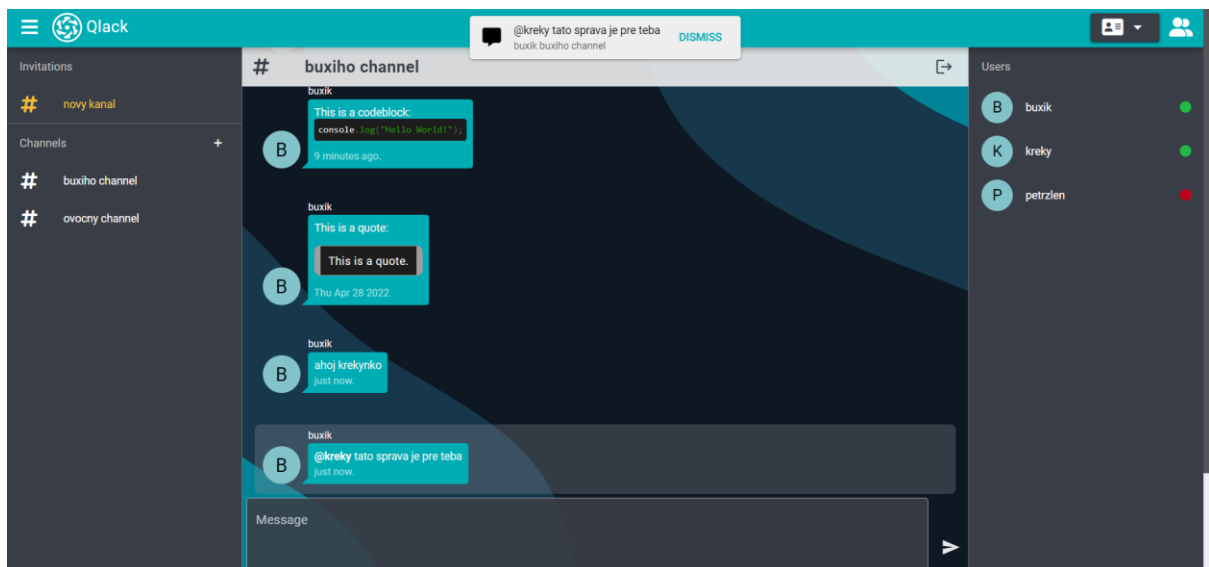 Qlack
@kreky tato sprava je pre teba
buxik buxiho channel
DISMISS
Invitations
# novy kanal
Channels +
# buxiho channel
# ovocny channel
# buxiho channel
buxik
This is a codeblock:
console.log("Hello World!");
B
9 minutes ago.
buxik
This is a quote:
This is a quote.
B
Thu Apr 28 2022
buxik
ahoj krekynko
B
just now.
buxik
@kreky tato sprava je pre teba
B
just now.
Message
Users
B buxik
K kreky
P petrzlen